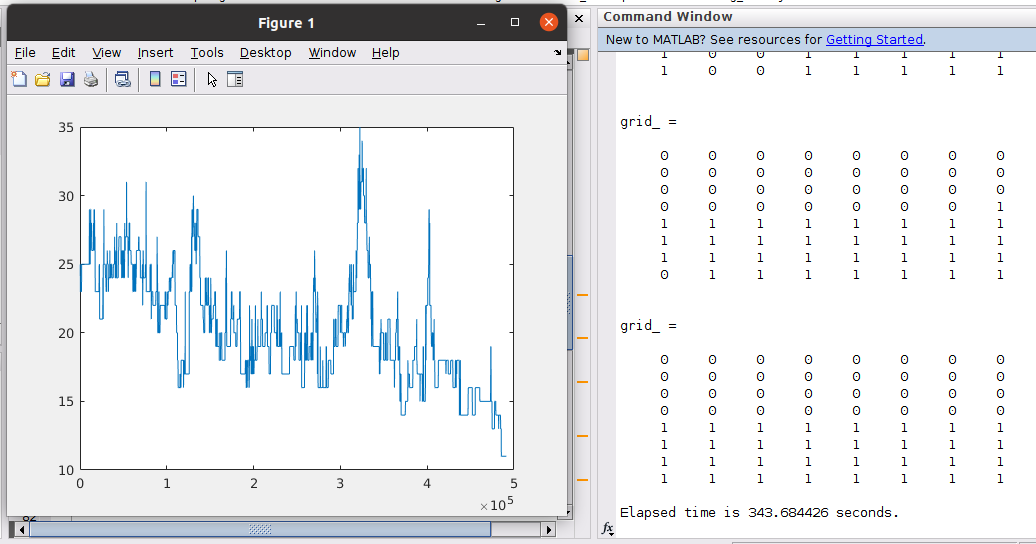 Figure 1
File Edit View Insert Tools Desktop Window Help
35
30
25
20
15
10
0 1 2 3 4 5
×10^5
82
Command Window
New to MATLAB? See resources for Getting Started.
1 0 0 1 1 1 1 1
1 0 0 1 1 1 1 1
grid_ =
0 0 0 0 0 0 0 0
0 0 0 0 0 0 0 0
0 0 0 0 0 0 0 0
0 0 0 0 0 0 0 1
1 1 1 1 1 1 1 1
1 1 1 1 1 1 1 1
1 1 1 1 1 1 1 1
0 1 1 1 1 1 1 1
grid_ =
0 0 0 0 0 0 0 0
0 0 0 0 0 0 0 0
0 0 0 0 0 0 0 0
0 0 0 0 0 0 0 0
1 1 1 1 1 1 1 1
1 1 1 1 1 1 1 1
1 1 1 1 1 1 1 1
1 1 1 1 1 1 1 1
Elapsed time is 343.684426 seconds.
fx